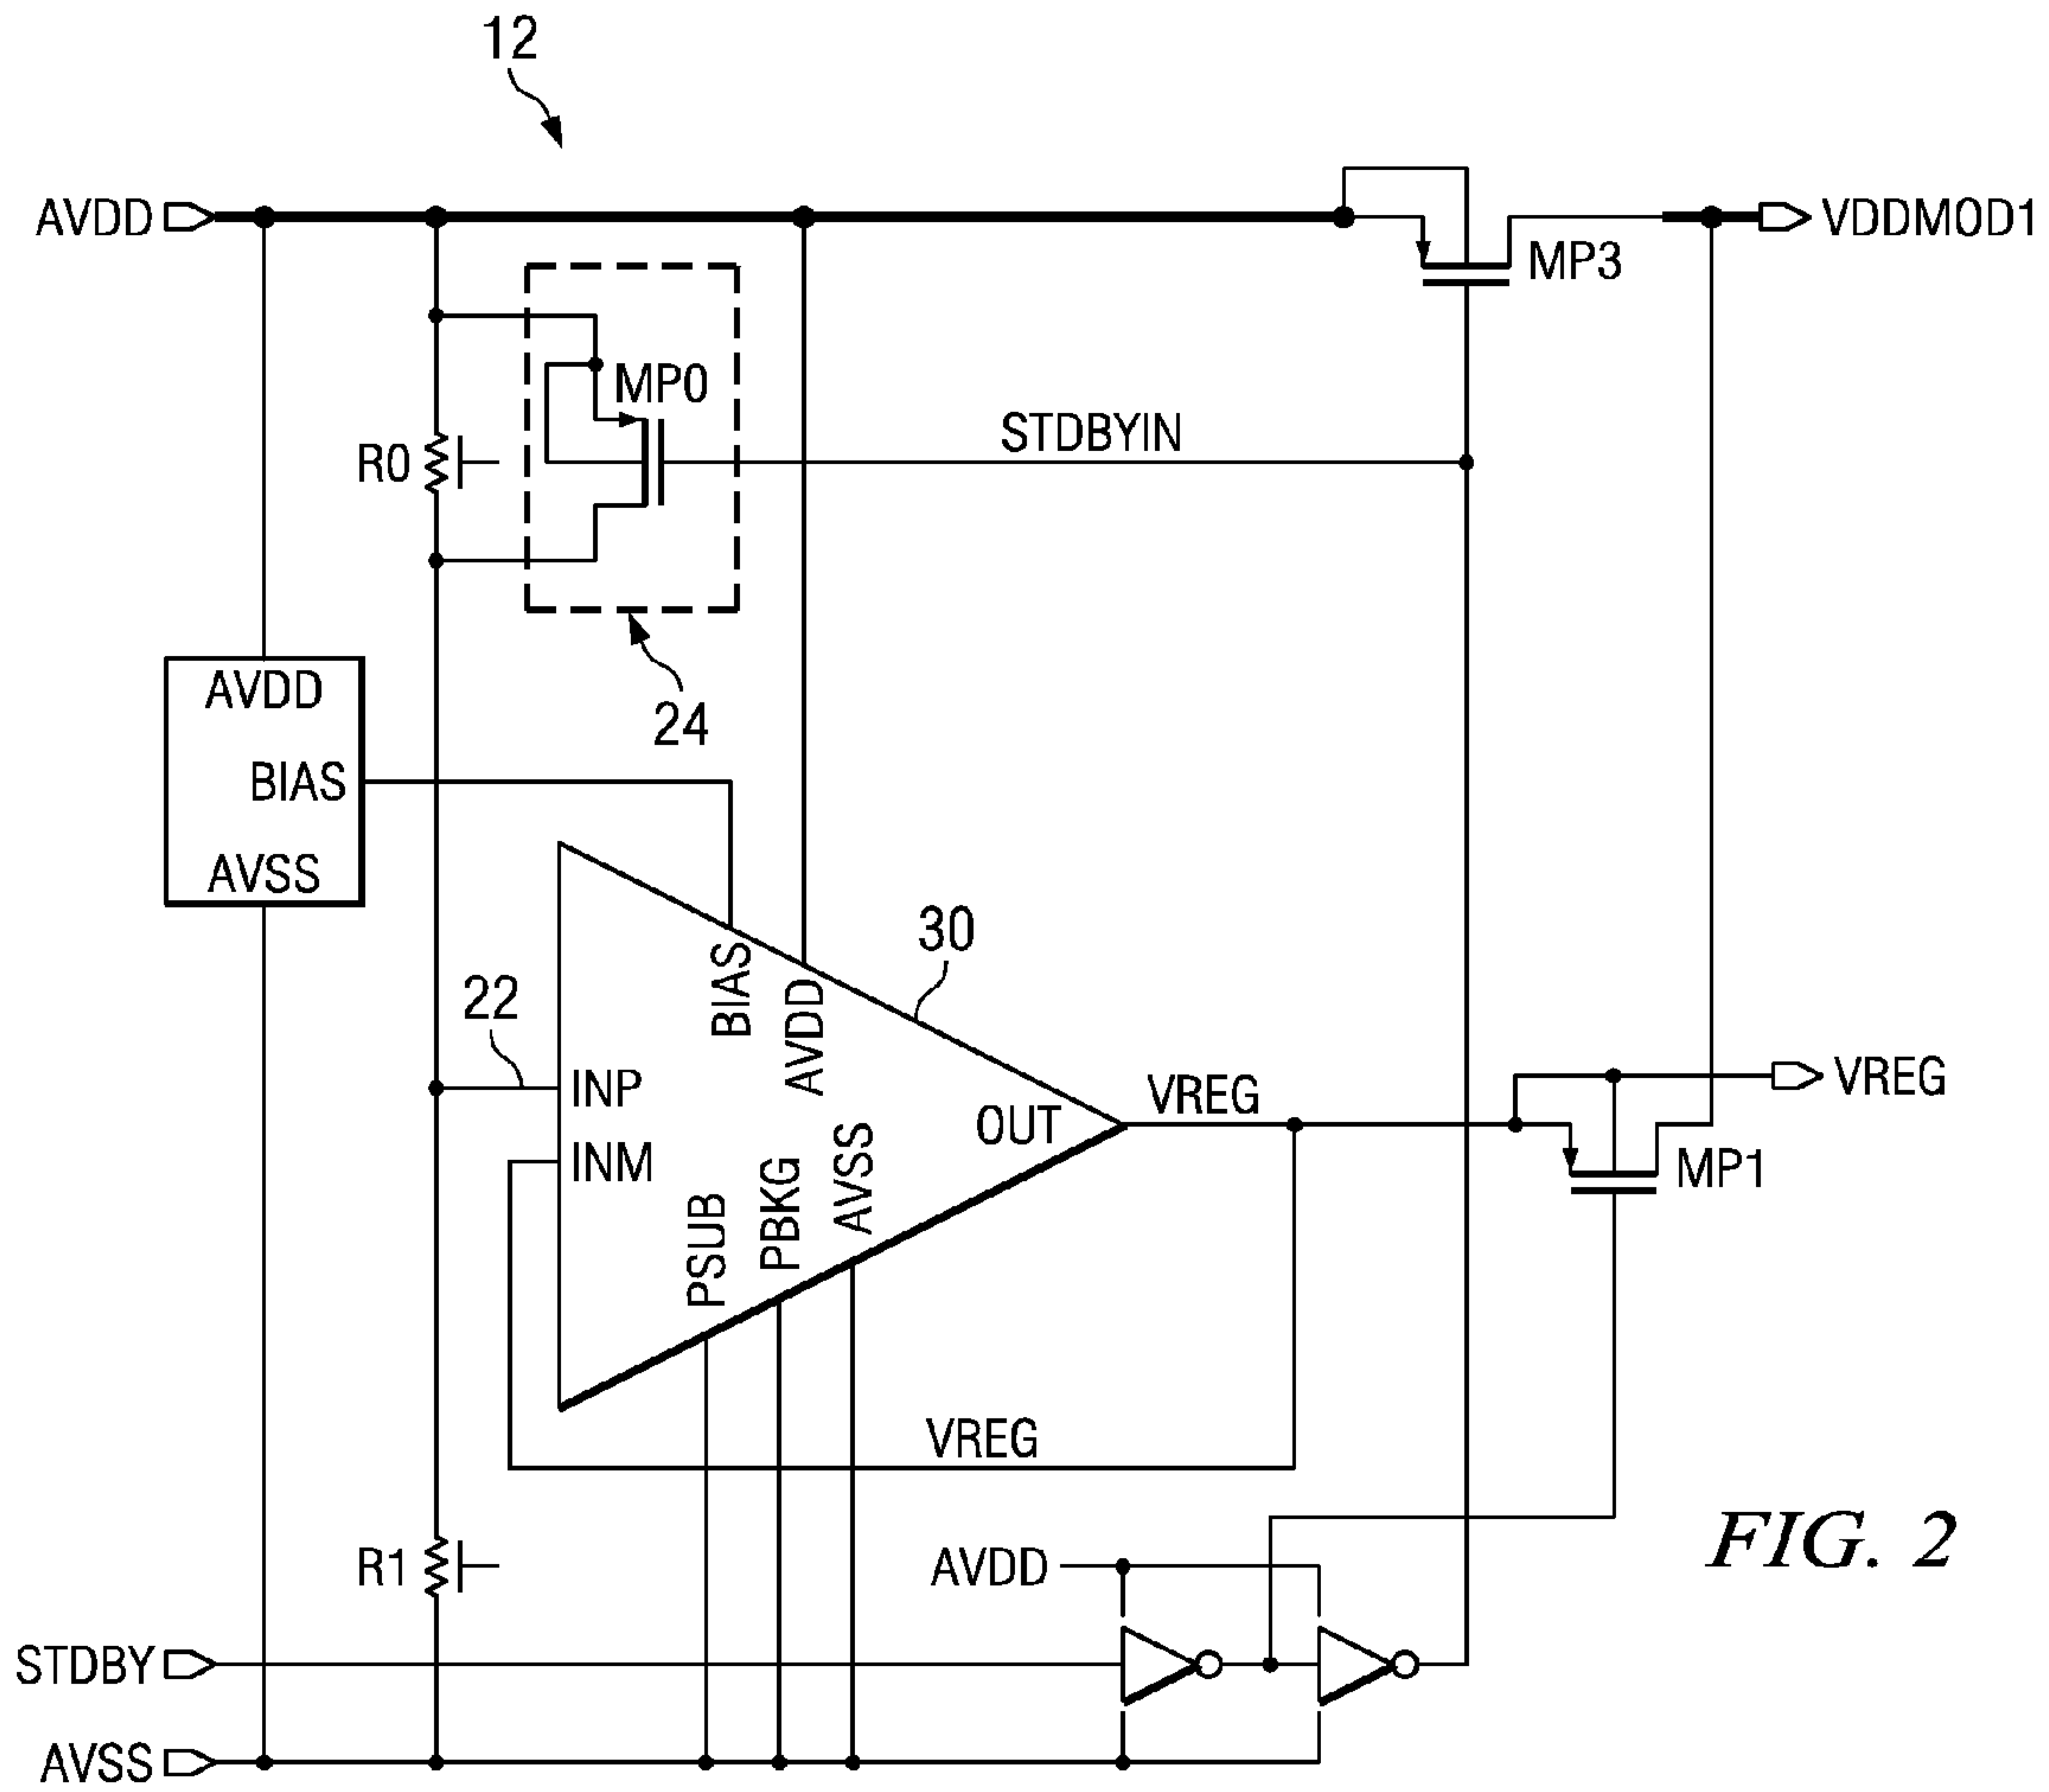 12
AVDD
VDDMOD1
MP3
MP0
STDBYIN
R0
24
AVDD
BIAS
AVSS
30
22
BIAS
AVDD
INP
INM
OUT
VREG
VREG
PSUB
PBKG
AVSS
MP1
VREG
FIG. 2
R1
AVDD
STDBY
AVSS